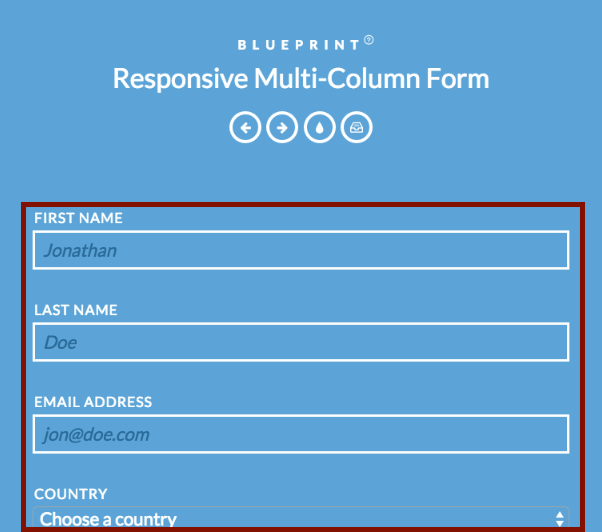 BLUEPRINT
Responsive Multi-Column Form
FIRST NAME
Jonathan
LAST NAME
Doe
EMAIL ADDRESS
jon@doe.com
COUNTRY
Choose a country